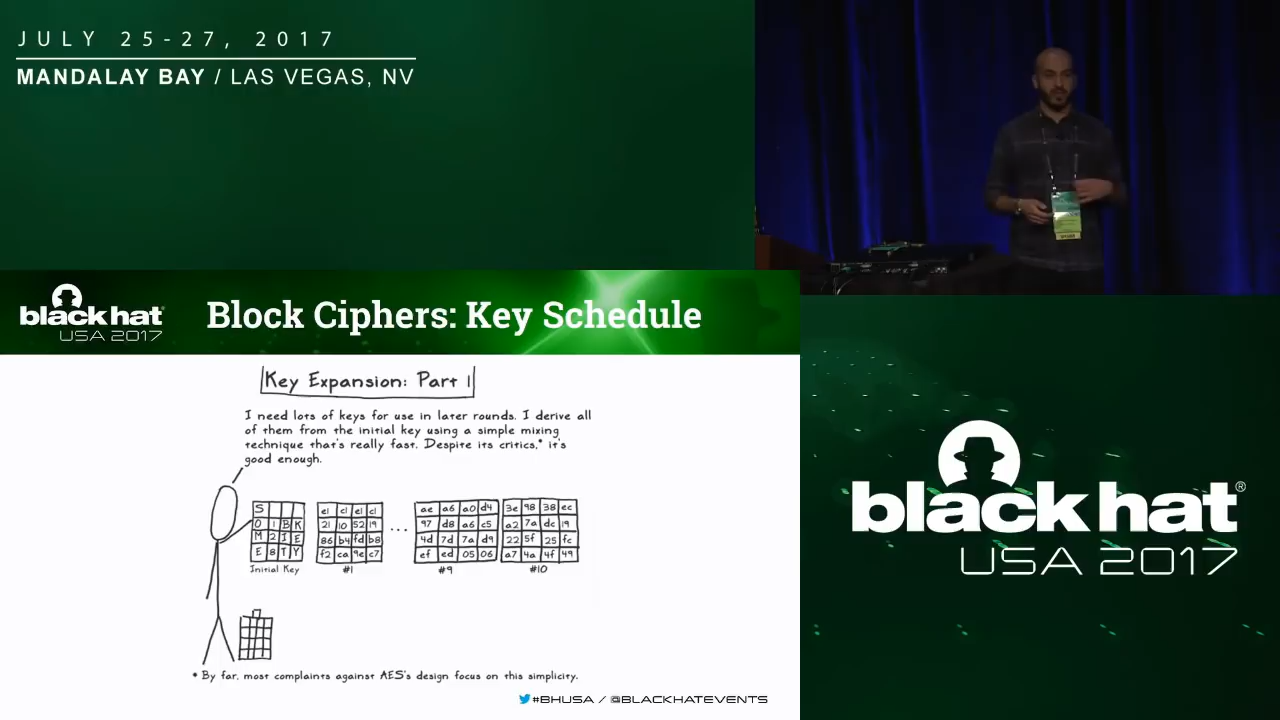 JULY 25-27, 2017
MANDALAY BAY / LAS VEGAS, NV
black hat
USA 2017
Block Ciphers: Key Schedule
Key Expansion: Part 1
I need lots of keys for use in later rounds. I derive all
of them from the initial key using a simple mixing
technique that's really fast. Despite its critics,* it's
good enough.
S
O 1 B K
M 2 I E
E 8 T Y
Initial Key
e1 c1 e1 c1
21 10 52 19
86 b4 fd b8
f2 ca 9e c7
#1
...
ae a6 a0 d4
97 d8 a6 c5
4d 7d 7a d9
ef ed 05 06
#9
3e 98 38 ec
a2 7a dc 19
22 5f 25 fc
a7 4a 4f 49
#10
* By far, most complaints against AES's design focus on this simplicity.
#BHUSA / @BLACKHATEVENTS
black hat®
USA 2017